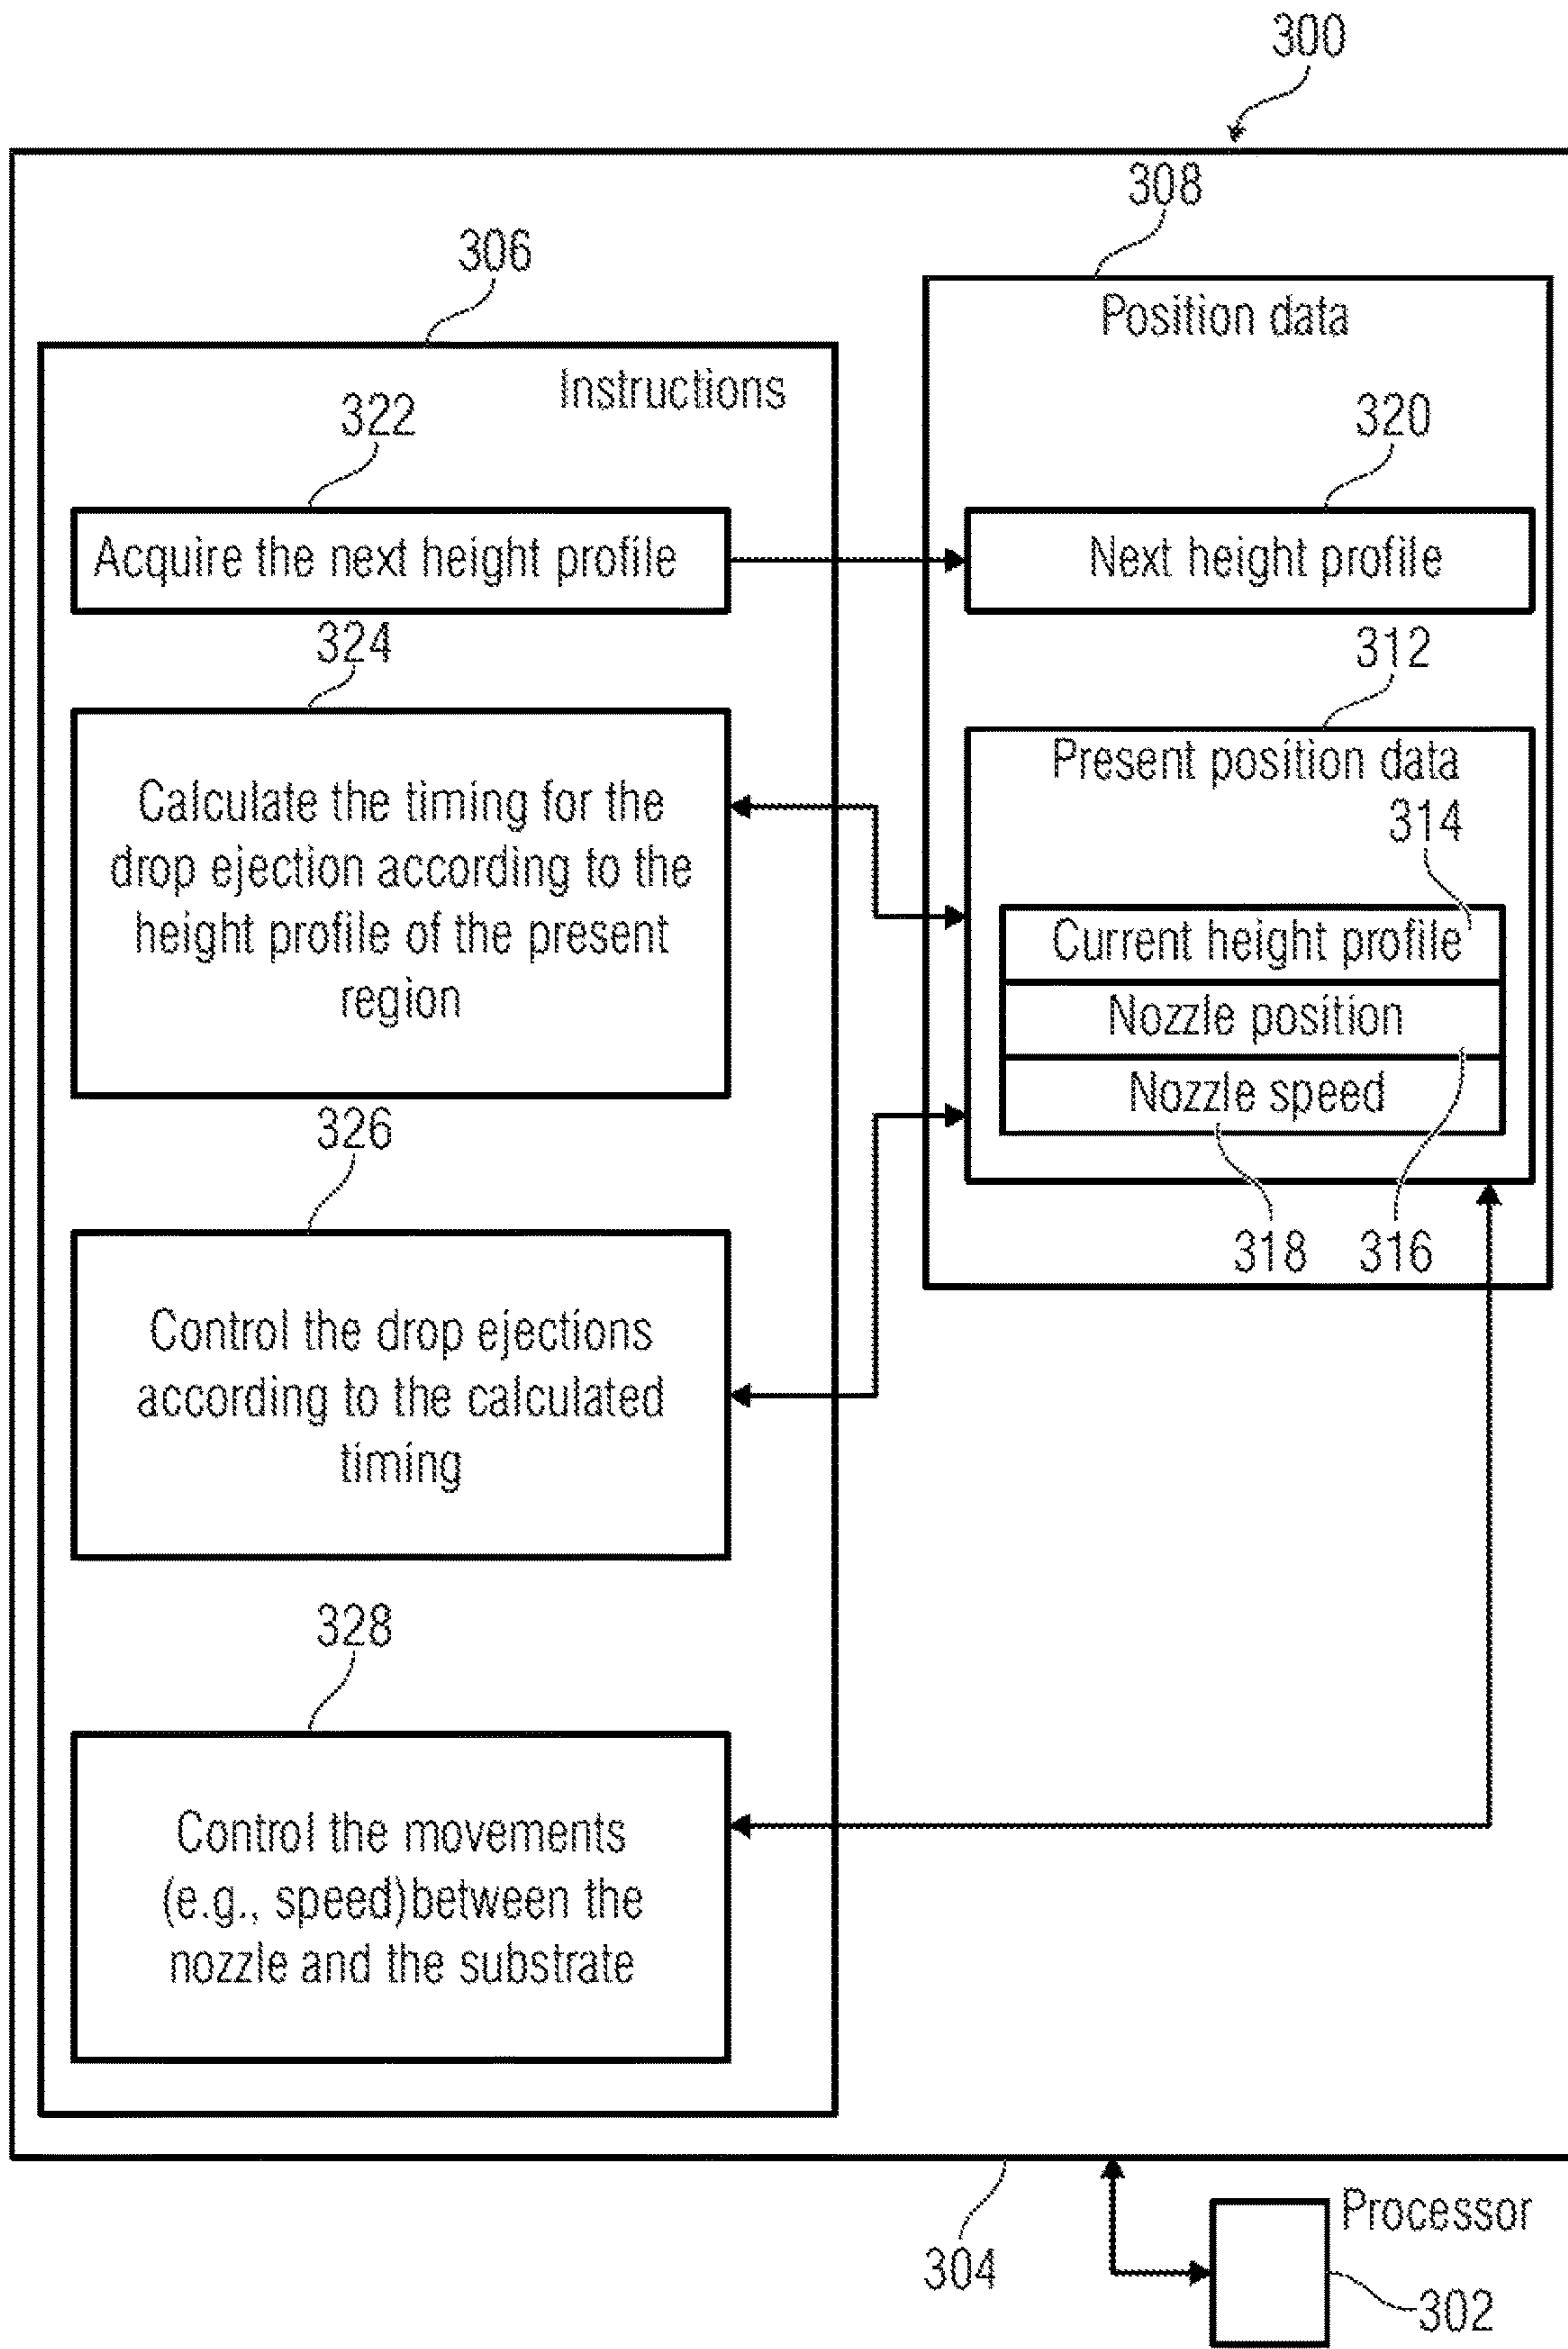 300
308
306
Position data
Instructions
322
320
Acquire the next height profile
Next height profile
324
312
Present position data
314
Calculate the timing for the
drop ejection according to the
height profile of the present
region
Current height profile
Nozzle position
Nozzle speed
326
318
316
Control the drop ejections
according to the calculated
timing
328
Control the movements
(e.g., speed)between the
nozzle and the substrate
Processor
304
302